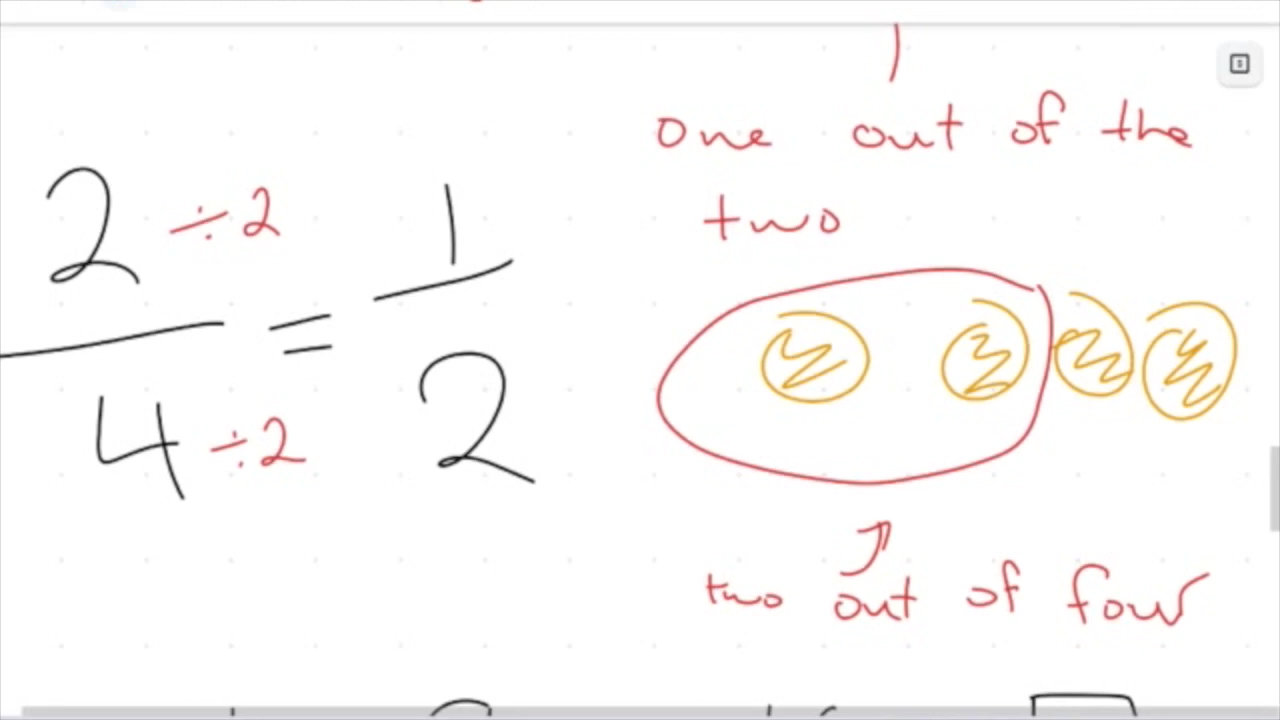 one out of the
two
2 ÷2 = 1
4 ÷2 2
two out of four